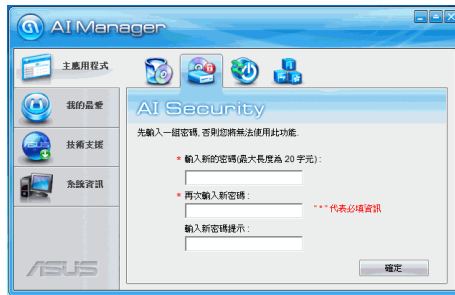 AI Manager
主應用程式
我的最愛
技術支援
系統資訊
AI Security
先輸入一組密碼, 否則您將無法使用此功能.
* 輸入新的密碼(最大長度為 20 字元) :
* 再次輸入新密碼 :
"*"代表必填資訊
輸入新密碼提示 :
確定
ASUS